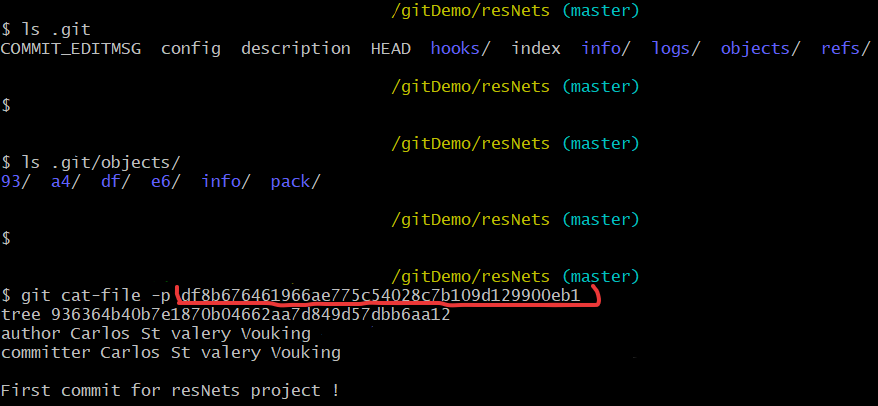 /gitDemo/resNets (master)
$ ls .git
COMMIT_EDITMSG config description HEAD hooks/ index info/ logs/ objects/ refs/
/gitDemo/resNets (master)
$
/gitDemo/resNets (master)
$ ls .git/objects/
93/ a4/ df/ e6/ info/ pack/
/gitDemo/resNets (master)
$
/gitDemo/resNets (master)
$ git cat-file -p df8b676461966ae775c54028c7b109d129900eb1
tree 936364b40b7e1870b04662aa7d849d57dbb6aa12
author Carlos St valery Vouking
committer Carlos St valery Vouking
First commit for resNets project !